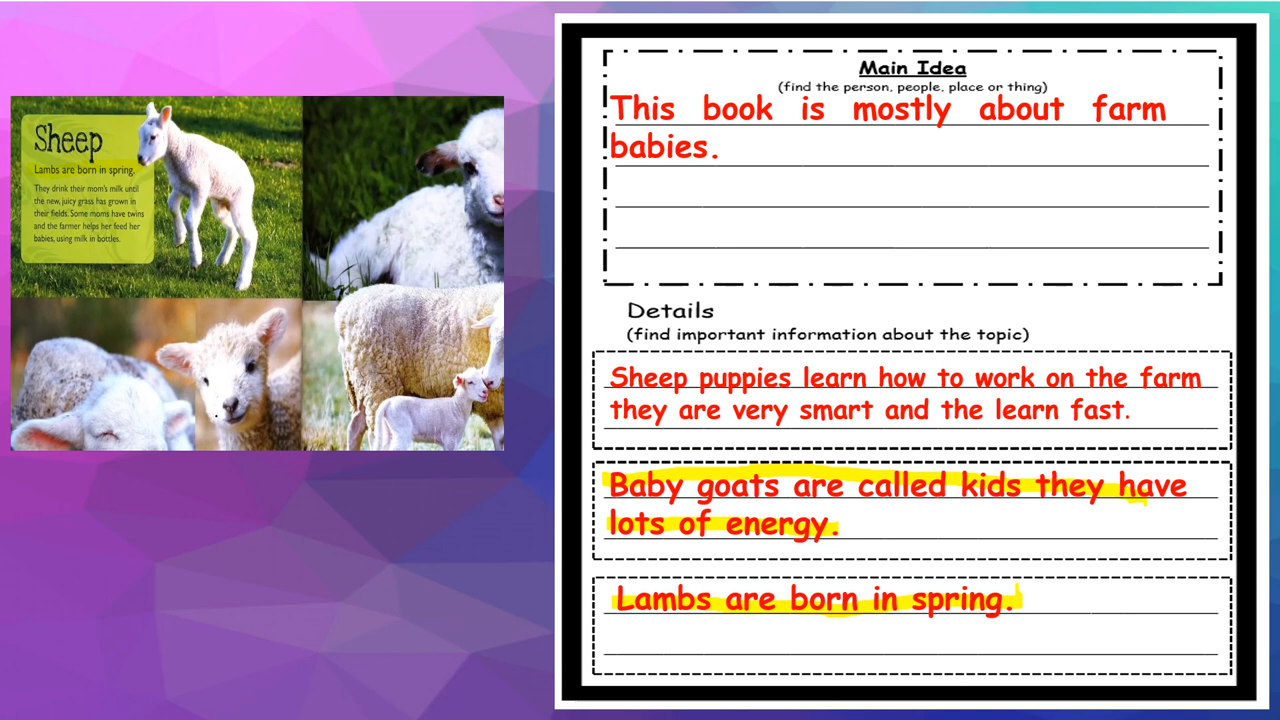 Sheep
Lambs are born in spring.
They drink their mom's milk until
the new, juicy grass has grown in
their fields. Some moms have twins
and the farmer helps her feed her
babies, using milk in bottles.
Main Idea
(find the person, people, place or thing)
This book is mostly about farm
babies.
Details
(find important information about the topic)
Sheep puppies learn how to work on the farm
they are very smart and the learn fast.
Baby goats are called kids they have
lots of energy.
Lambs are born in spring.